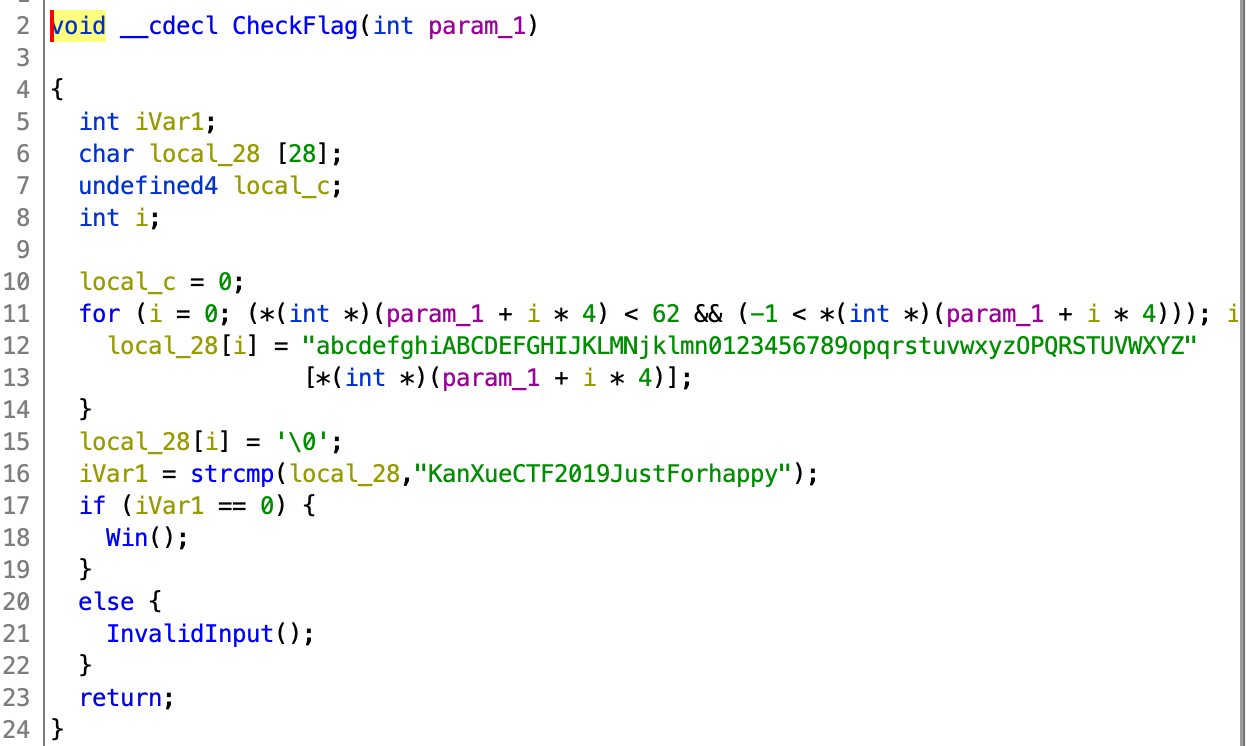 2 void __cdecl CheckFlag(int param_1)
3
4 {
5   int iVar1;
6   char local_28 [28];
7   undefined4 local_c;
8   int i;
9
10   local_c = 0;
11   for (i = 0; (*(int *)(param_1 + i * 4) < 62 && (-1 < *(int *)(param_1 + i * 4))); i
12     local_28[i] = "abcdefghiABCDEFGHIJKLMNjklmn0123456789opqrstuvwxyzOPQRSTUVWXYZ"
13                    [*(int *)(param_1 + i * 4)];
14   }
15   local_28[i] = '\0';
16   iVar1 = strcmp(local_28,"KanXueCTF2019JustForhappy");
17   if (iVar1 == 0) {
18     Win();
19   }
20   else {
21     InvalidInput();
22   }
23   return;
24 }